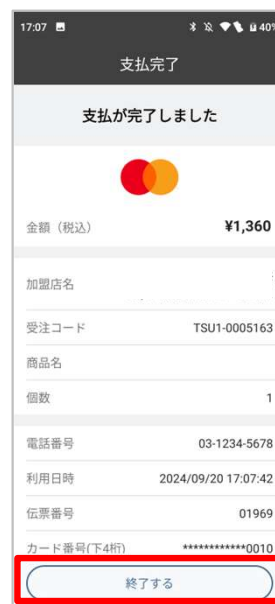 17:07 40%
支払完了
支払が完了しました
金額（税込） ¥1,360
加盟店名
受注コード TSU1-0005163
商品名
個数 1
電話番号 03-1234-5678
利用日時 2024/09/20 17:07:42
伝票番号 01969
カード番号(下4桁) ************0010
終了する